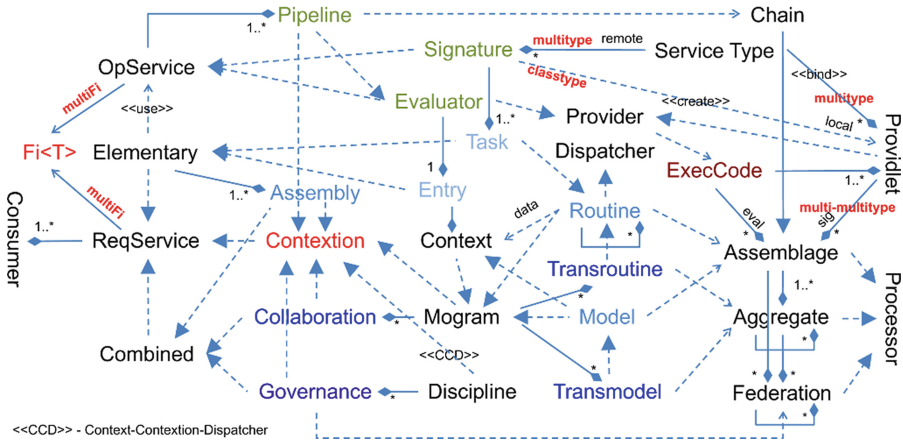 Pipeline
Chain
1..*
Signature
multitype
remote
*
Service Type
OpService
classtype
<<bind>>
multiFi
Evaluator
<<create>>
multitype
<<use>>
1..*
Provider
local
*
Fi<T>
Elementary
Task
Dispatcher
Providlet
1
ExecCode
1..*
1..*
Assembly
Entry
multiFi
Consumer
data
Routine
eval
sig
multi-multitype
1..*
ReqService
Contextion
Context
*
*
*
Assemblage
Transroutine
1..*
*
Processor
Collaboration
*
Mogram
Model
Aggregate
Combined
<<CCD>>
*
*
Governance
*
Discipline
Transmodel
*
*
Federation
*
<<CCD>> - Context-Contextion-Dispatcher